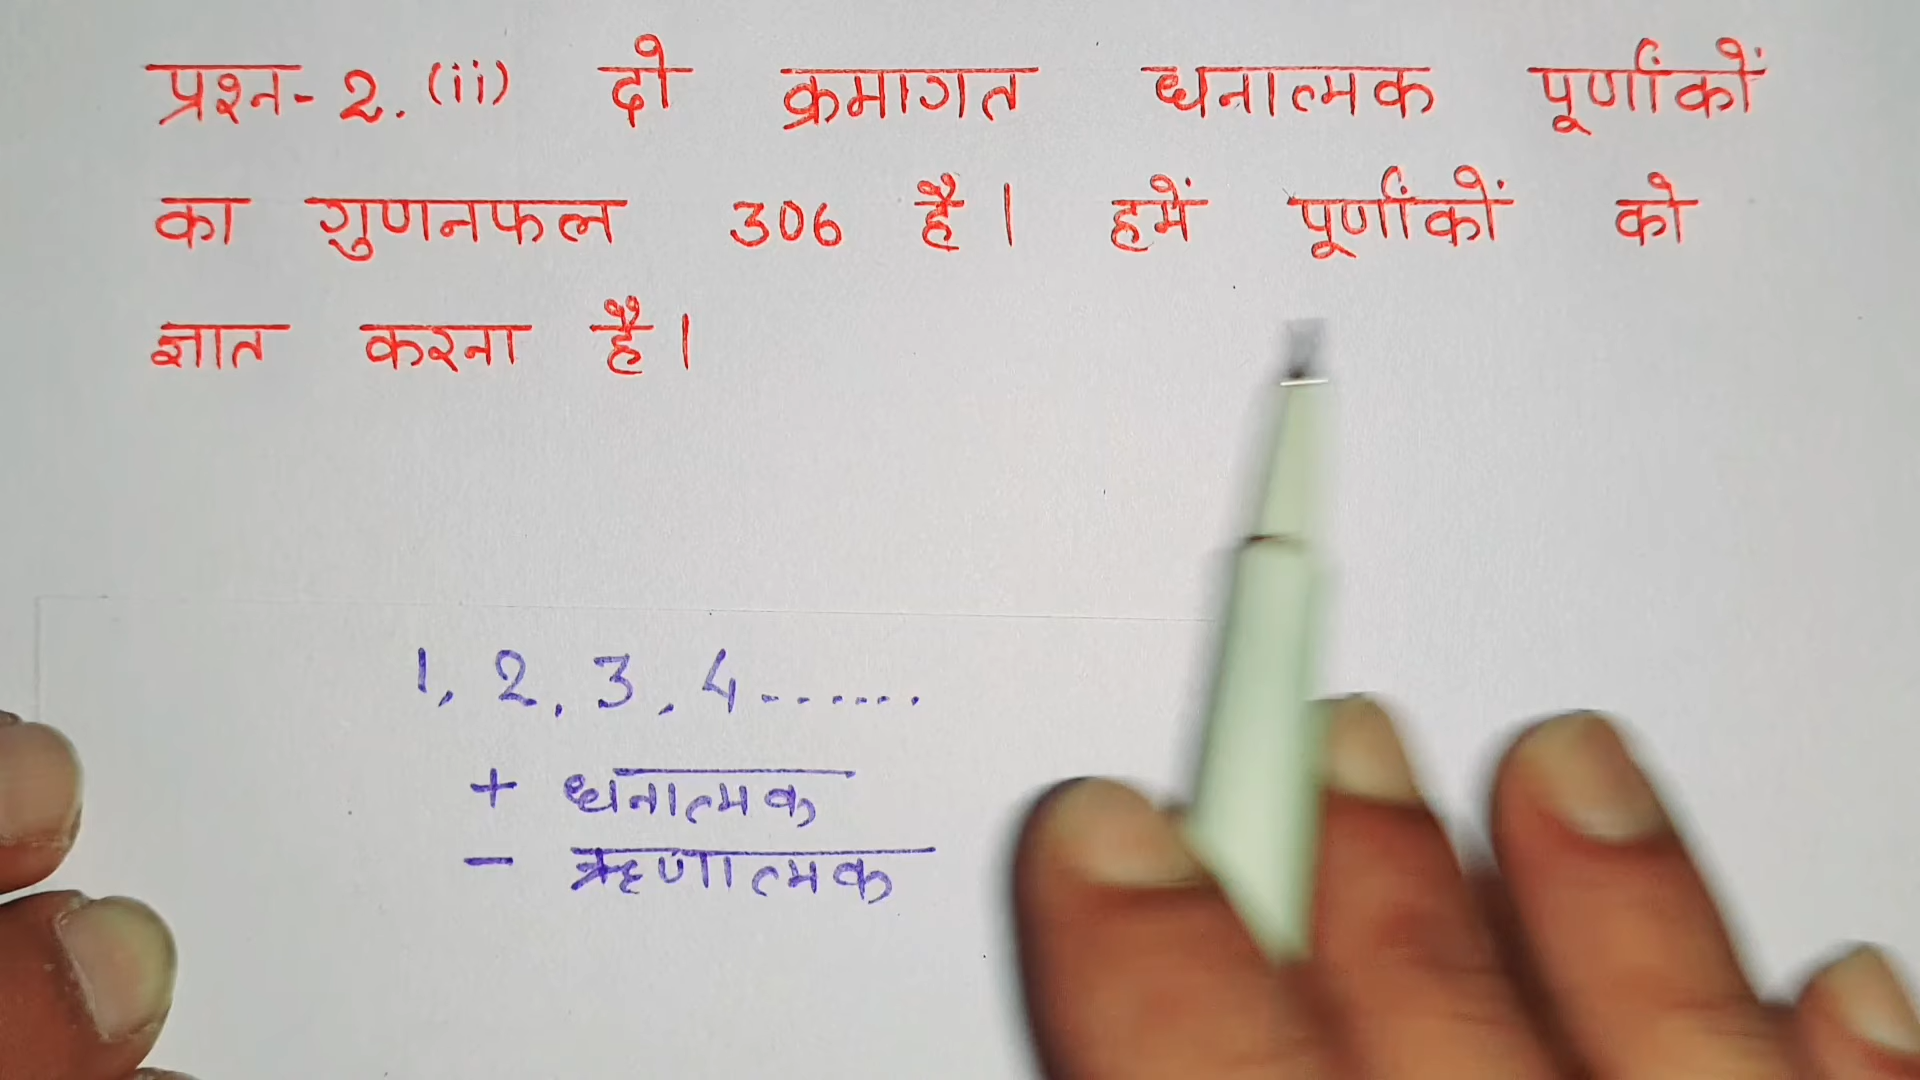 प्रश्न- 2. (ii) दो क्रमागत धनात्मक पूर्णांकों
का गुणनफल 306 है। हमें पूर्णांकों को
ज्ञात करना है।
1, 2, 3, 4.......
+ धनात्मक
- ऋणात्मक